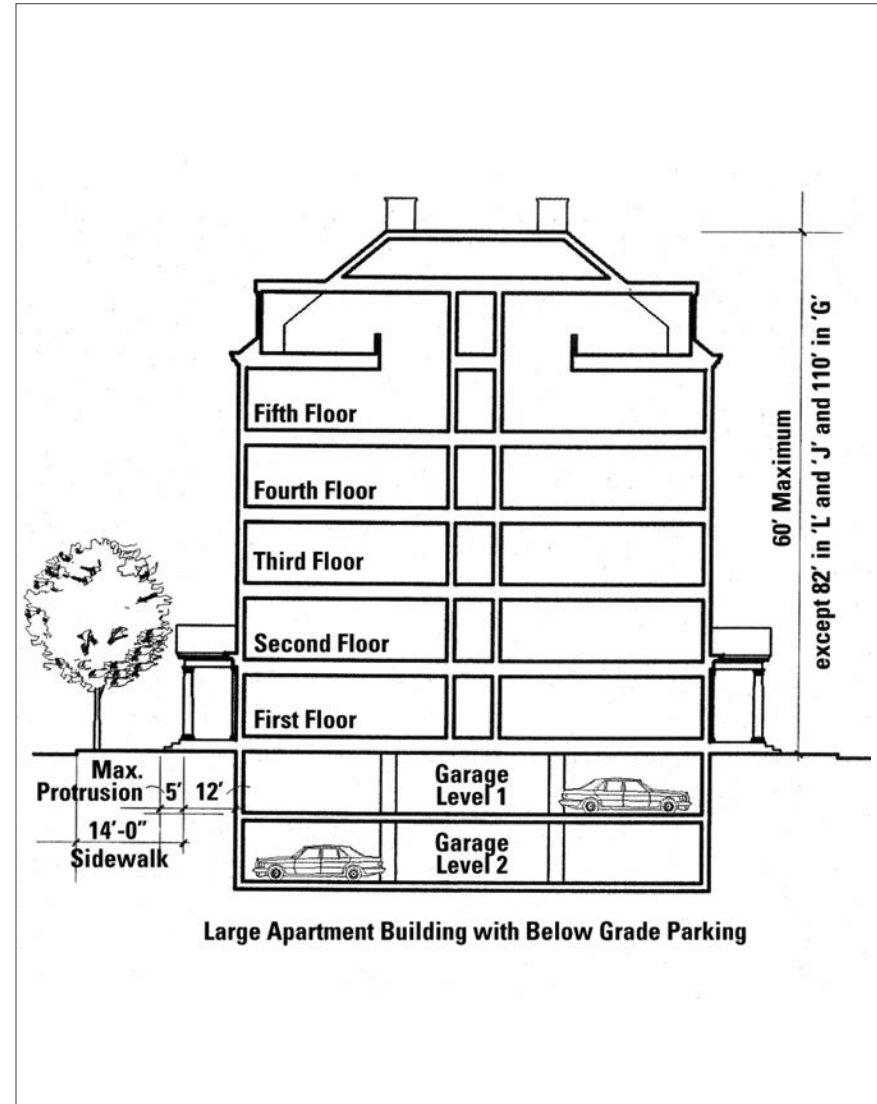 Fifth Floor
Fourth Floor
Third Floor
Second Floor
First Floor
60′ Maximum
except 82′ in ‘L’ and ‘J’ and 110′ in ‘G’
Max.
Protrusion 5′ 12′
14′-0″
Sidewalk
Garage
Level 1
Garage
Level 2
Large Apartment Building with Below Grade Parking